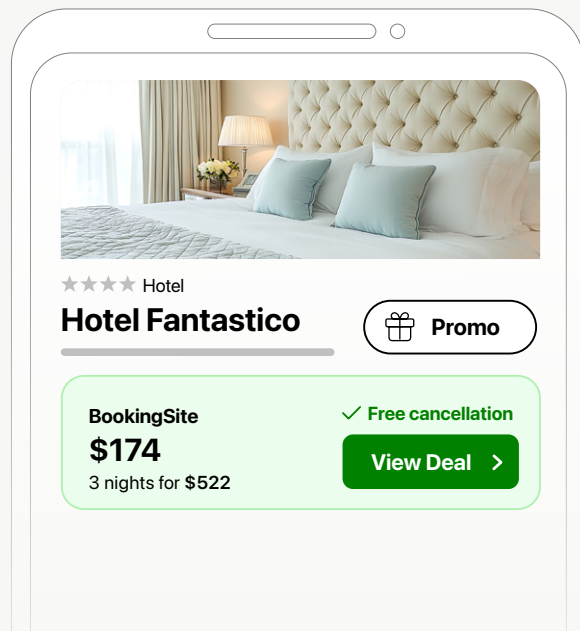 Hotel
Hotel Fantastico
Promo
BookingSite
Free cancellation
$174
View Deal
3 nights for $522